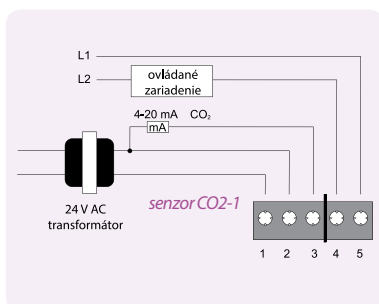 L1
L2
ovládané
zariadenie
4-20 mA CO₂
mA
24 V AC
transformátor
senzor CO2-1
1 2 3 4 5